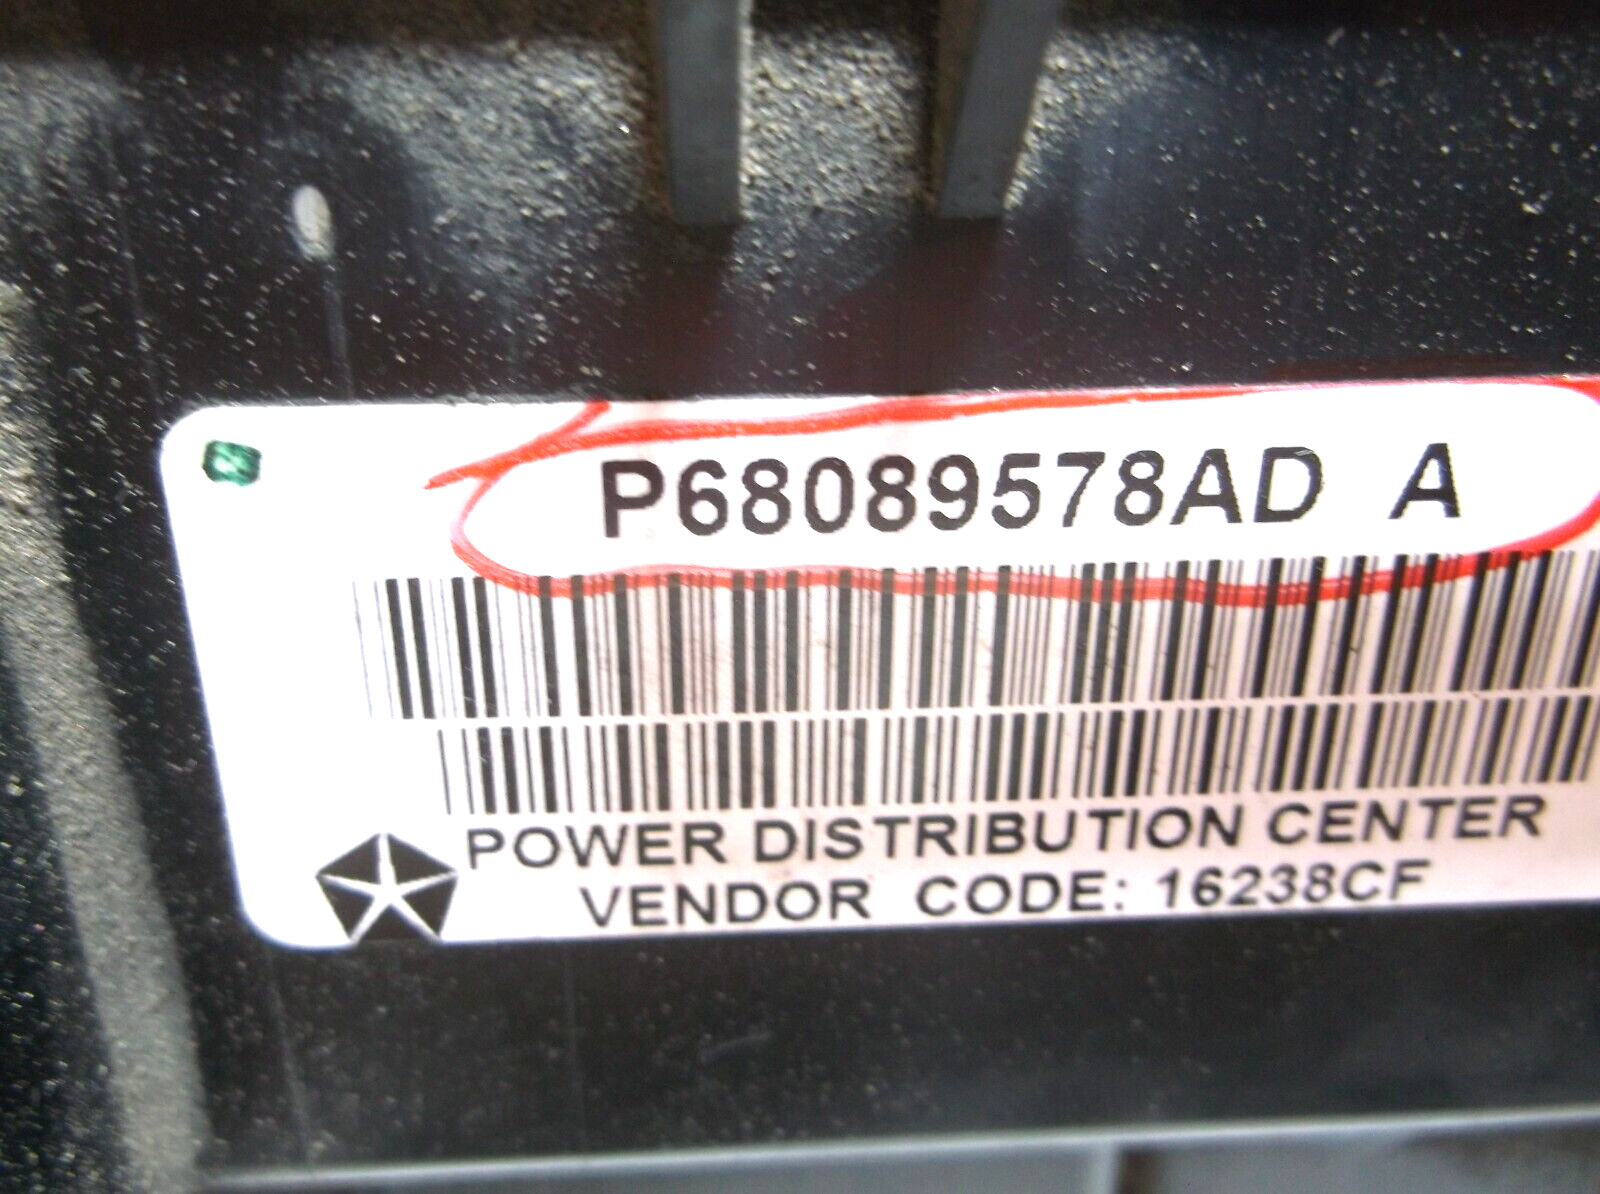 P68089578AD A
POWER DISTRIBUTION CENTER
VENDOR CODE: 16238CF